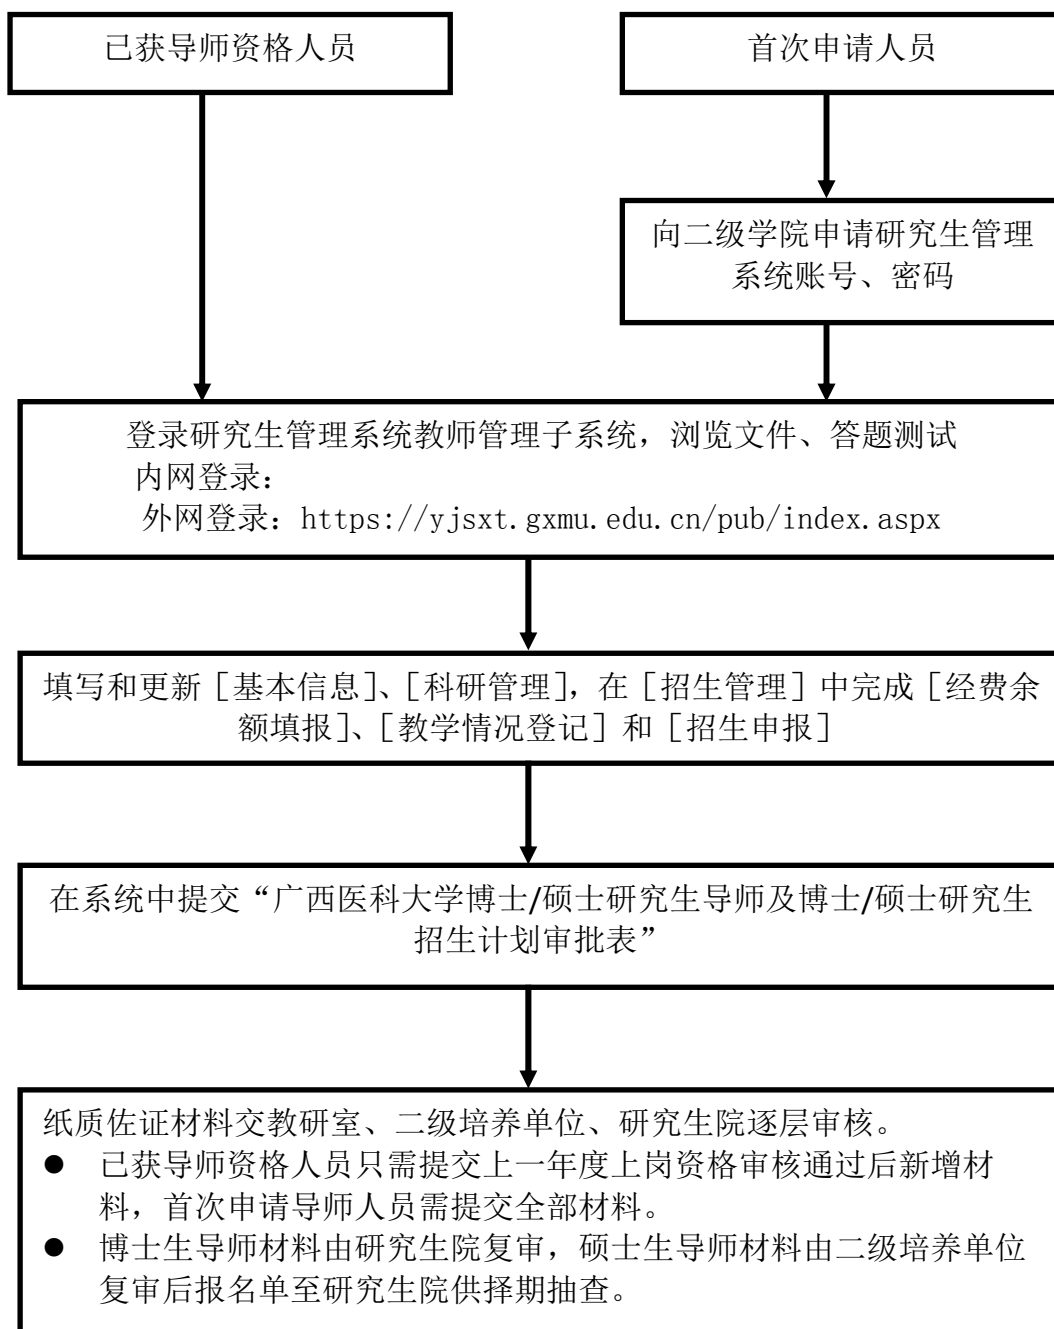 已获导师资格人员
首次申请人员
向二级学院申请研究生管理
系统账号、密码
登录研究生管理系统教师管理子系统，浏览文件、答题测试
内网登录：
外网登录：https://yjsxt.gxmu.edu.cn/pub/index.aspx
填写和更新［基本信息］、［科研管理］，在［招生管理］中完成［经费余
额填报］、［教学情况登记］和［招生申报］
在系统中提交“广西医科大学博士/硕士研究生导师及博士/硕士研究生
招生计划审批表”
纸质佐证材料交教研室、二级培养单位、研究生院逐层审核。
● 已获导师资格人员只需提交上一年度上岗资格审核通过后新增材
料，首次申请导师人员需提交全部材料。
● 博士生导师材料由研究生院复审，硕士生导师材料由二级培养单位
复审后报名单至研究生院供择期抽查。